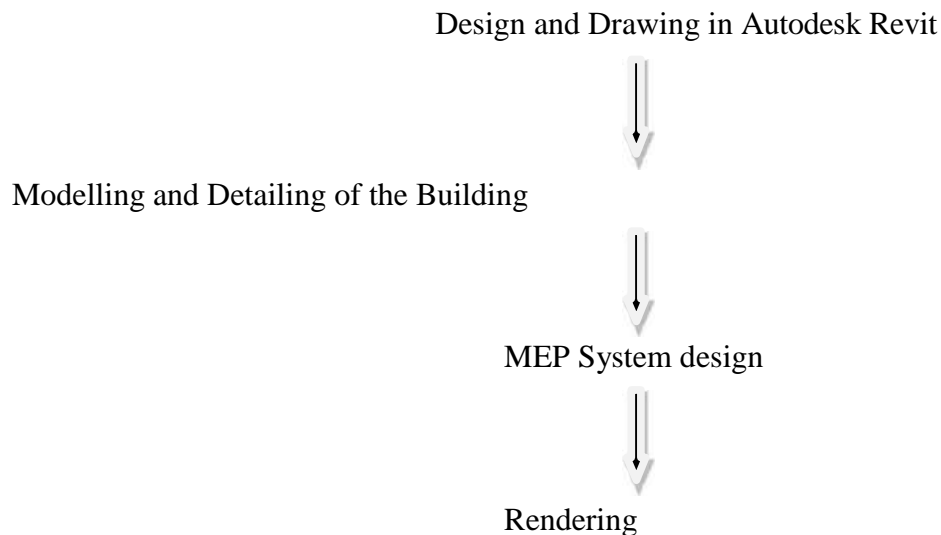 Design and Drawing in Autodesk Revit
Modelling and Detailing of the Building
MEP System design
Rendering